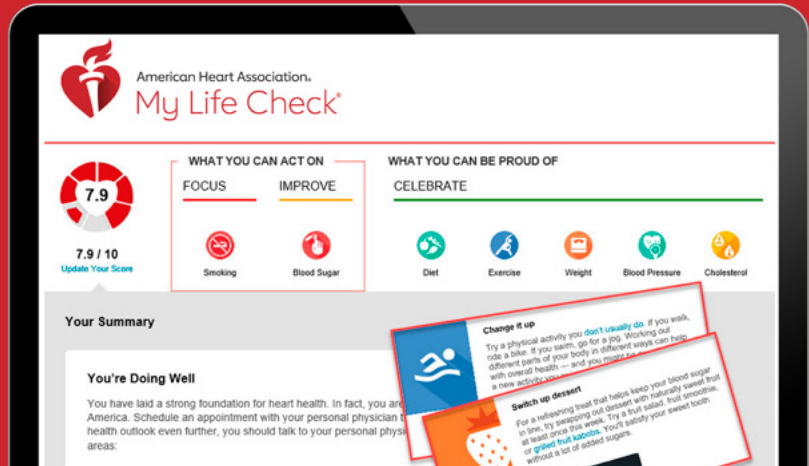 American Heart Association®
My Life Check®
WHAT YOU CAN ACT ON
WHAT YOU CAN BE PROUD OF
FOCUS
IMPROVE
CELEBRATE
7.9
7.9 / 10
Update Your Score
Smoking
Blood Sugar
Diet
Exercise
Weight
Blood Pressure
Cholesterol
Your Summary
You're Doing Well
You have laid a strong foundation for heart health. In fact, you are
America. Schedule an appointment with your personal physician
health outlook even further, you should talk to your personal
areas:
Change it up
Try a physical activity you don't usually do. If you walk,
ride a bike. If you swim, go for a jog. Working out
different parts of your body in different ways can help
with overall health — and you might
a new activity you
Switch up dessert
For a refreshing treat that helps keep your blood sugar
in line, try swapping out dessert with naturally sweet fruit
at least once this week. Try a fruit salad, fruit smoothie,
or grilled fruit kabobs. You'll satisfy your sweet tooth
without a lot of added sugars.